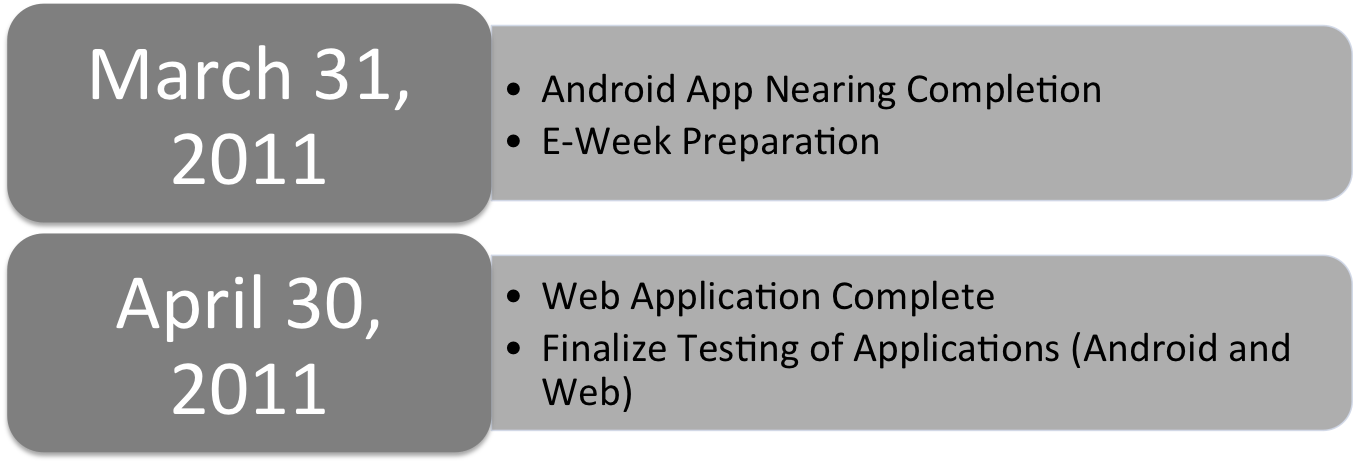 March 31,
2011
• Android App Nearing Completion
• E-Week Preparation
April 30,
2011
• Web Application Complete
• Finalize Testing of Applications (Android and
Web)